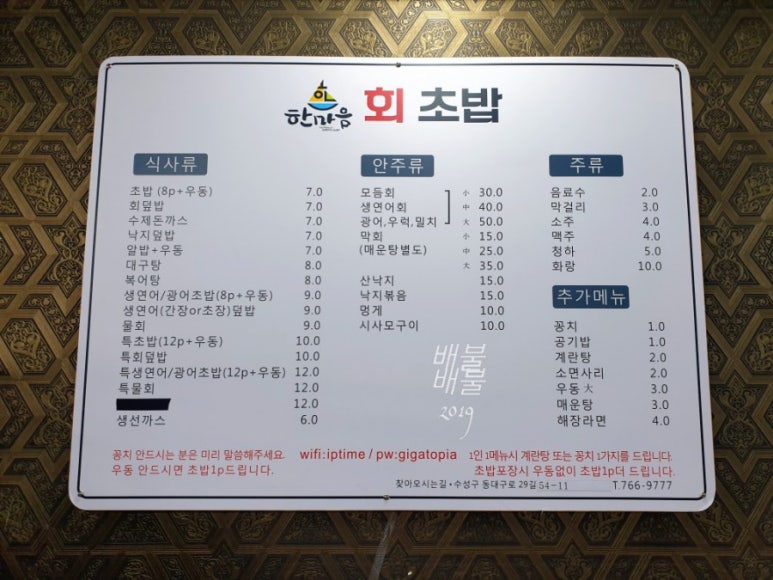 한마음 회 초밥
식사류
초밥 (8p+우동) 7.0
회덮밥 7.0
수제돈까스 7.0
낙지덮밥 7.0
알밥+우동 7.0
대구탕 8.0
복어탕 8.0
생연어/광어초밥(8p+우동) 9.0
생연어(간장or초장)덮밥 9.0
물회 9.0
특초밥(12p+우동) 10.0
특회덮밥 10.0
특생연어/광어초밥(12p+우동) 12.0
특물회 12.0
12.0
생선까스 6.0
안주류
모듬회 小 30.0
생연어회 中 40.0
광어,우럭,밀치 大 50.0
막회 小 15.0
(매운탕별도) 中 25.0
大 35.0
산낙지 15.0
낙지볶음 15.0
멍게 10.0
시사모구이 10.0
배불
배불
2019
주류
음료수 2.0
막걸리 3.0
소주 4.0
맥주 4.0
청하 5.0
화랑 10.0
추가메뉴
꽁치 1.0
공기밥 1.0
계란탕 2.0
소면사리 2.0
우동大 3.0
매운탕 3.0
해장라면 4.0
꽁치 안드시는 분은 미리 말씀해주세요.
우동 안드시면 초밥1p드립니다.
wifi:iptime / pw:gigatopia
1인 1메뉴시 계란탕 또는 꽁치 1가지를 드립니다.
초밥포장시 우동없이 초밥1p더 드립니다.
찾아오시는길·수성구 동대구로 29길 54-11 T.766-9777